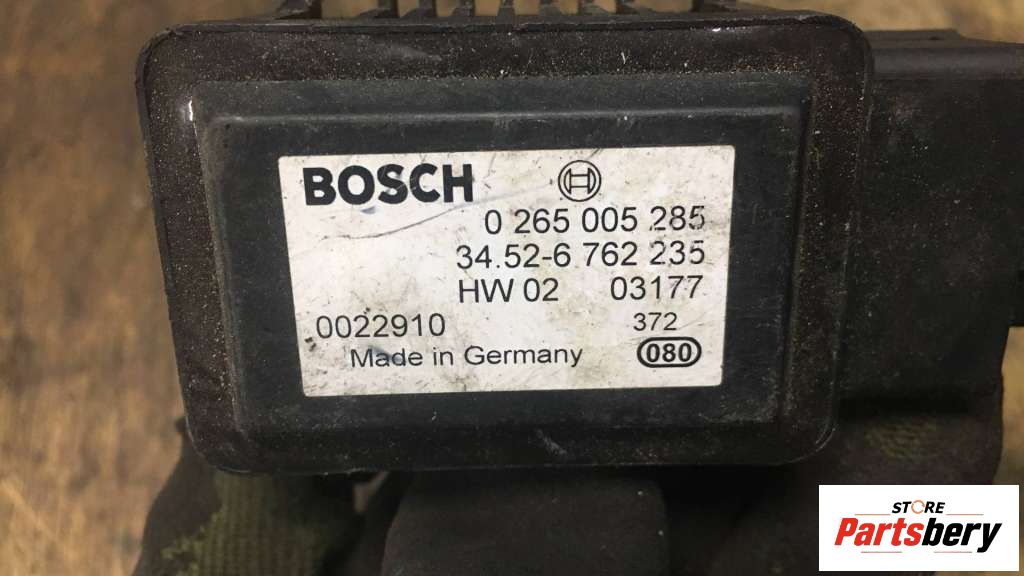 BOSCH
0 265 005 285
34.52-6 762 235
HW 02 03177
0022910 372
Made in Germany 080
STORE
Partsbery